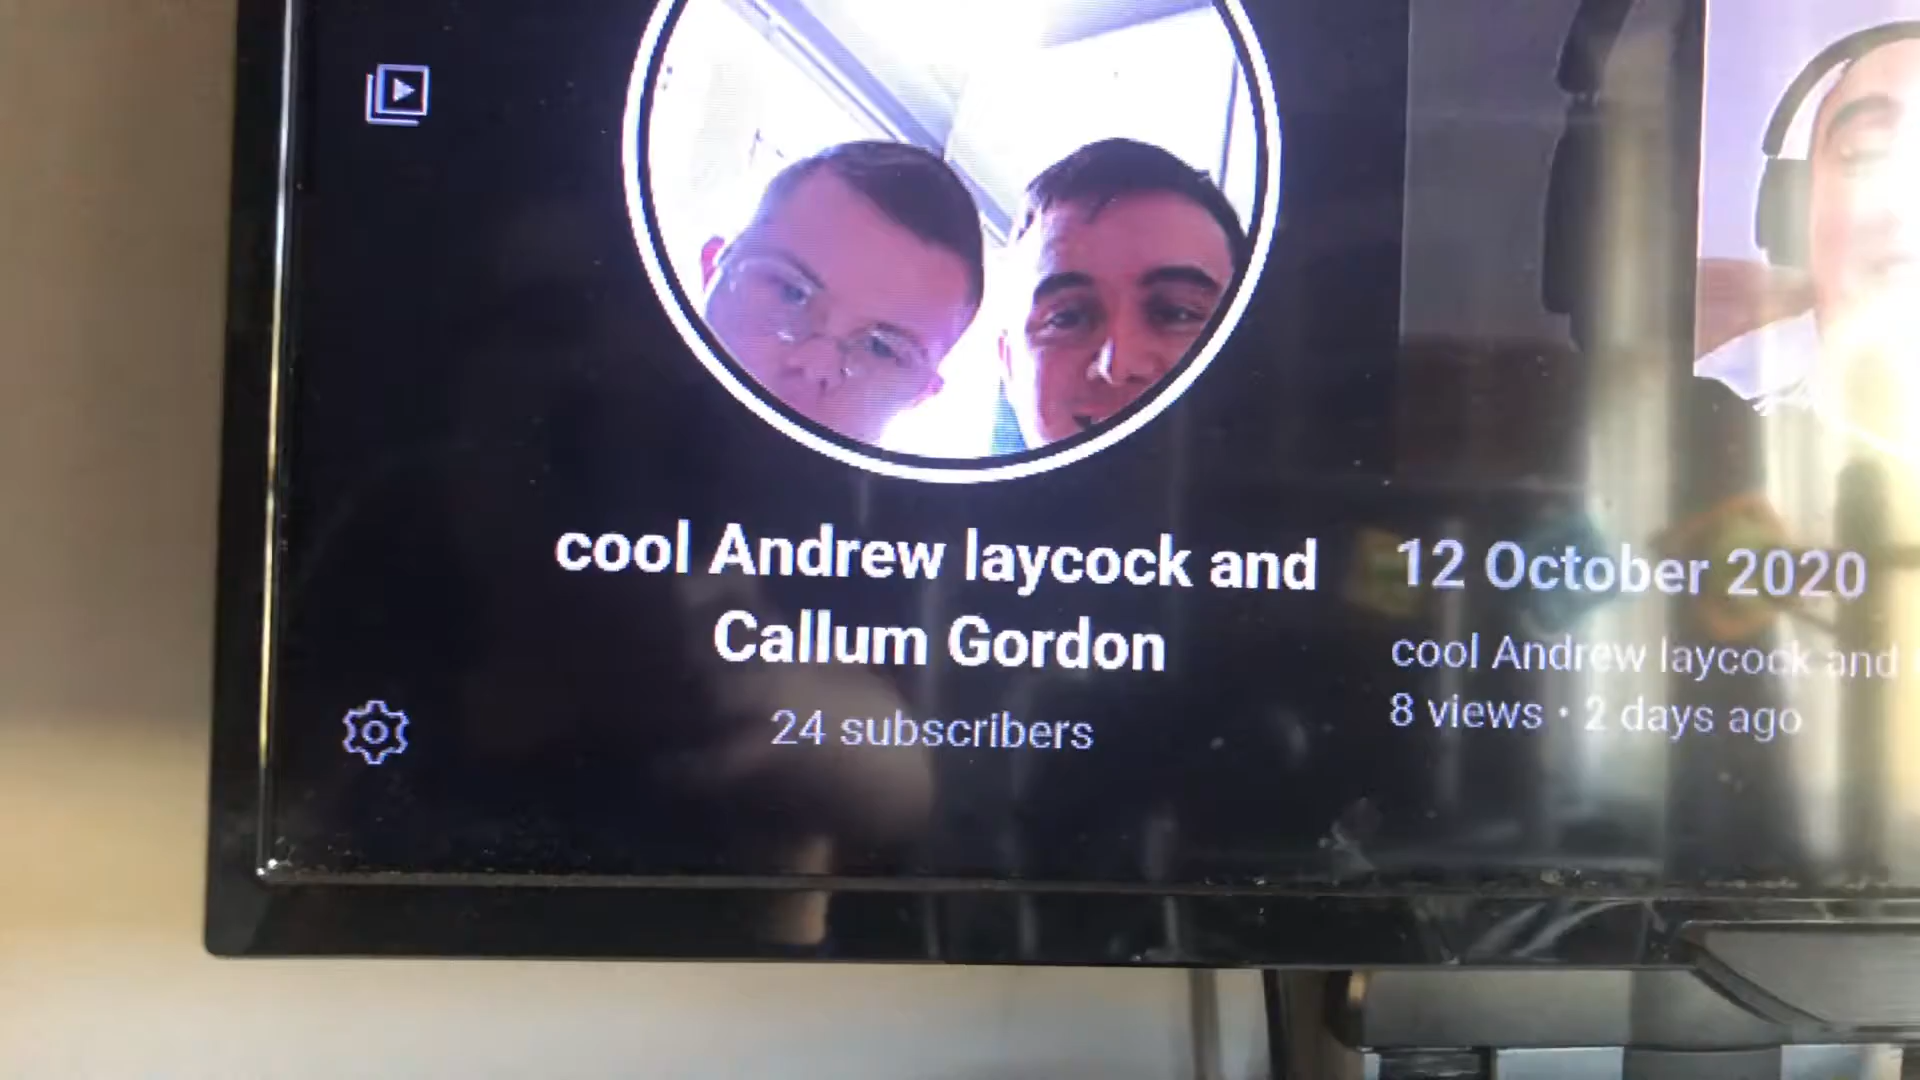 cool Andrew laycock and
Callum Gordon
24 subscribers
12 October 2020
cool Andrew laycock and
8 views • 2 days ago